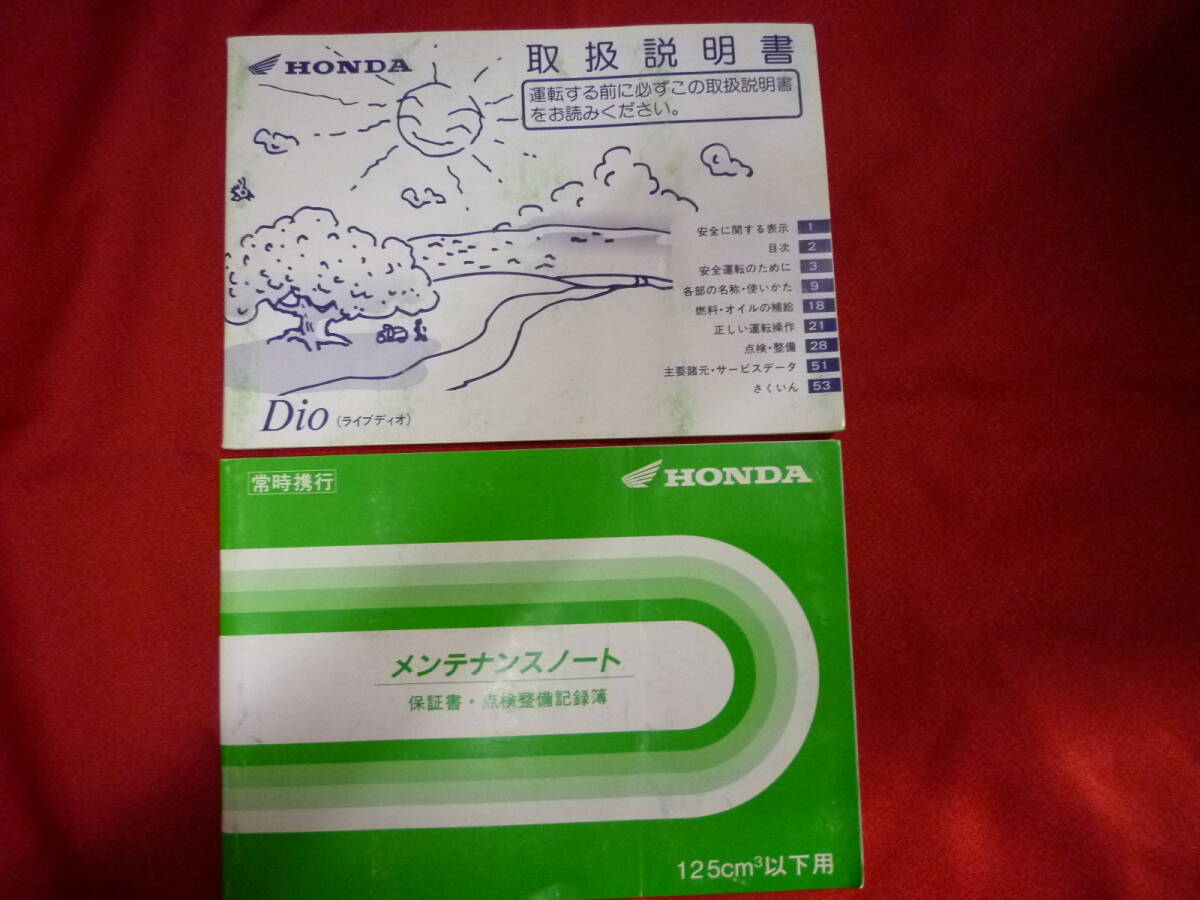 HONDA
取扱説明書
運転する前に必ずこの取扱説明書
をお読みください。
安全に関する表示 1
目次 2
安全運転のために 3
各部の名称・使いかた 9
燃料・オイルの補給 18
正しい運転操作 21
点検・整備 28
主要諸元・サービスデータ 51
さくいん 53
Dio（ライブディオ）
常時携行
HONDA
メンテナンスノート
保証書・点検整備記録簿
125cm³以下用